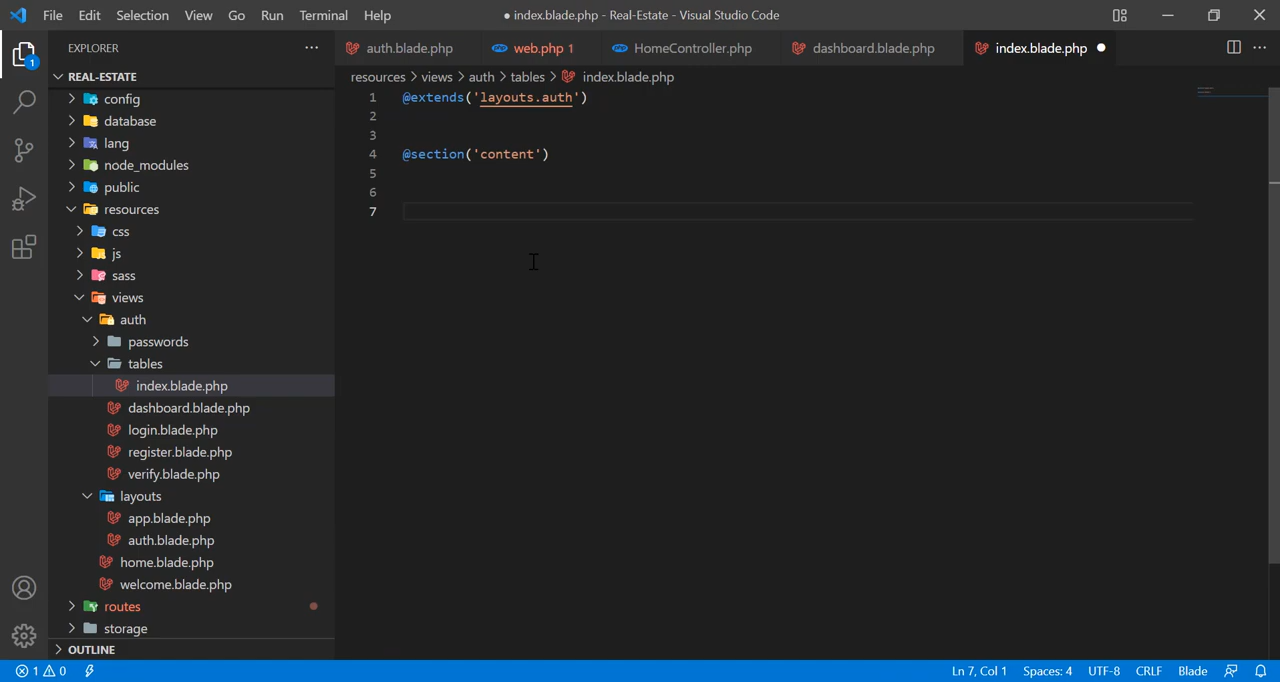 File Edit Selection View Go Run Terminal Help
● index.blade.php - Real-Estate - Visual Studio Code
EXPLORER ···
1
REAL-ESTATE
config
database
lang
node_modules
public
resources
css
js
sass
views
auth
passwords
tables
index.blade.php
dashboard.blade.php
login.blade.php
register.blade.php
verify.blade.php
layouts
app.blade.php
auth.blade.php
home.blade.php
welcome.blade.php
routes
storage
OUTLINE
auth.blade.php web.php 1 HomeController.php dashboard.blade.php index.blade.php ●
resources > views > auth > tables > index.blade.php
1 @extends('layouts.auth')
2
3
4 @section('content')
5
6
7
1 0 Ln 7, Col 1 Spaces: 4 UTF-8 CRLF Blade